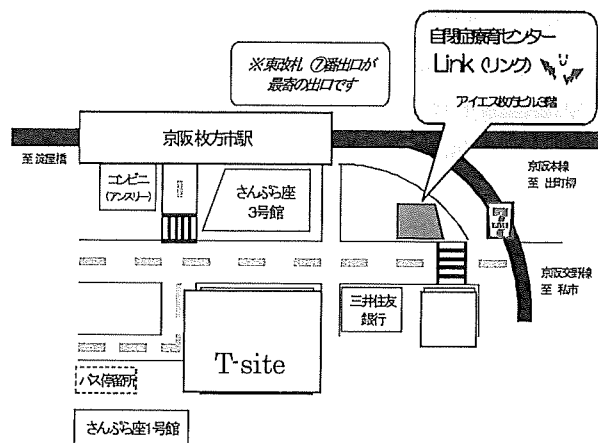 ※東改札 ⑦番出口が
最寄の出口です
自閉症療育センター
Link (リンク)
アイエス枚方ビル3階
京阪 枚方市駅
至 淀屋橋
京阪本線
至 出町柳
コンビニ
(アンスリー)
さんぷら座
3号館
京阪交野線
至 私市
三井住友
銀行
T-site
バス停留所
さんぷら座1号館